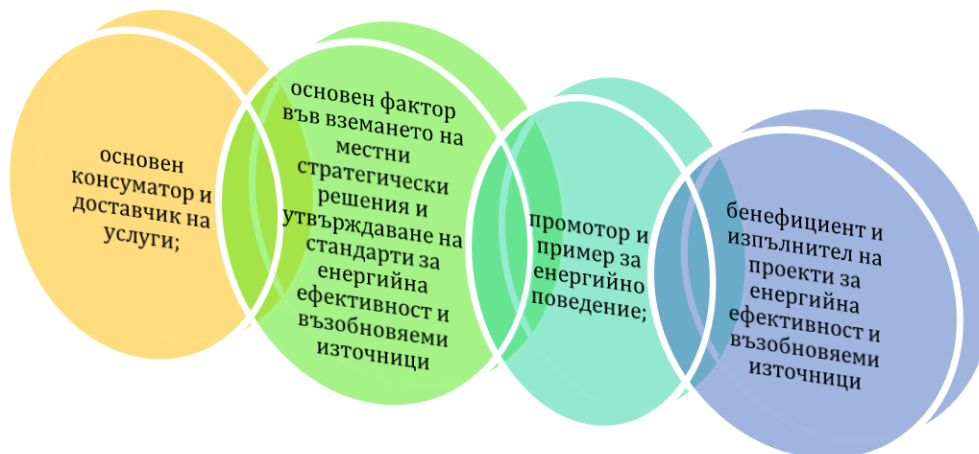 основен
консуматор и
доставчик на
услуги;
основен фактор
във вземането на
местни
стратегически
решения и
утвърждаване на
стандарти за
енергийна
ефективност и
възобновяеми
източници
промотор и
пример за
енергийно
поведение;
бенефициент и
изпълнител на
проекти за
енергийна
ефективност и
възобновяеми
източници